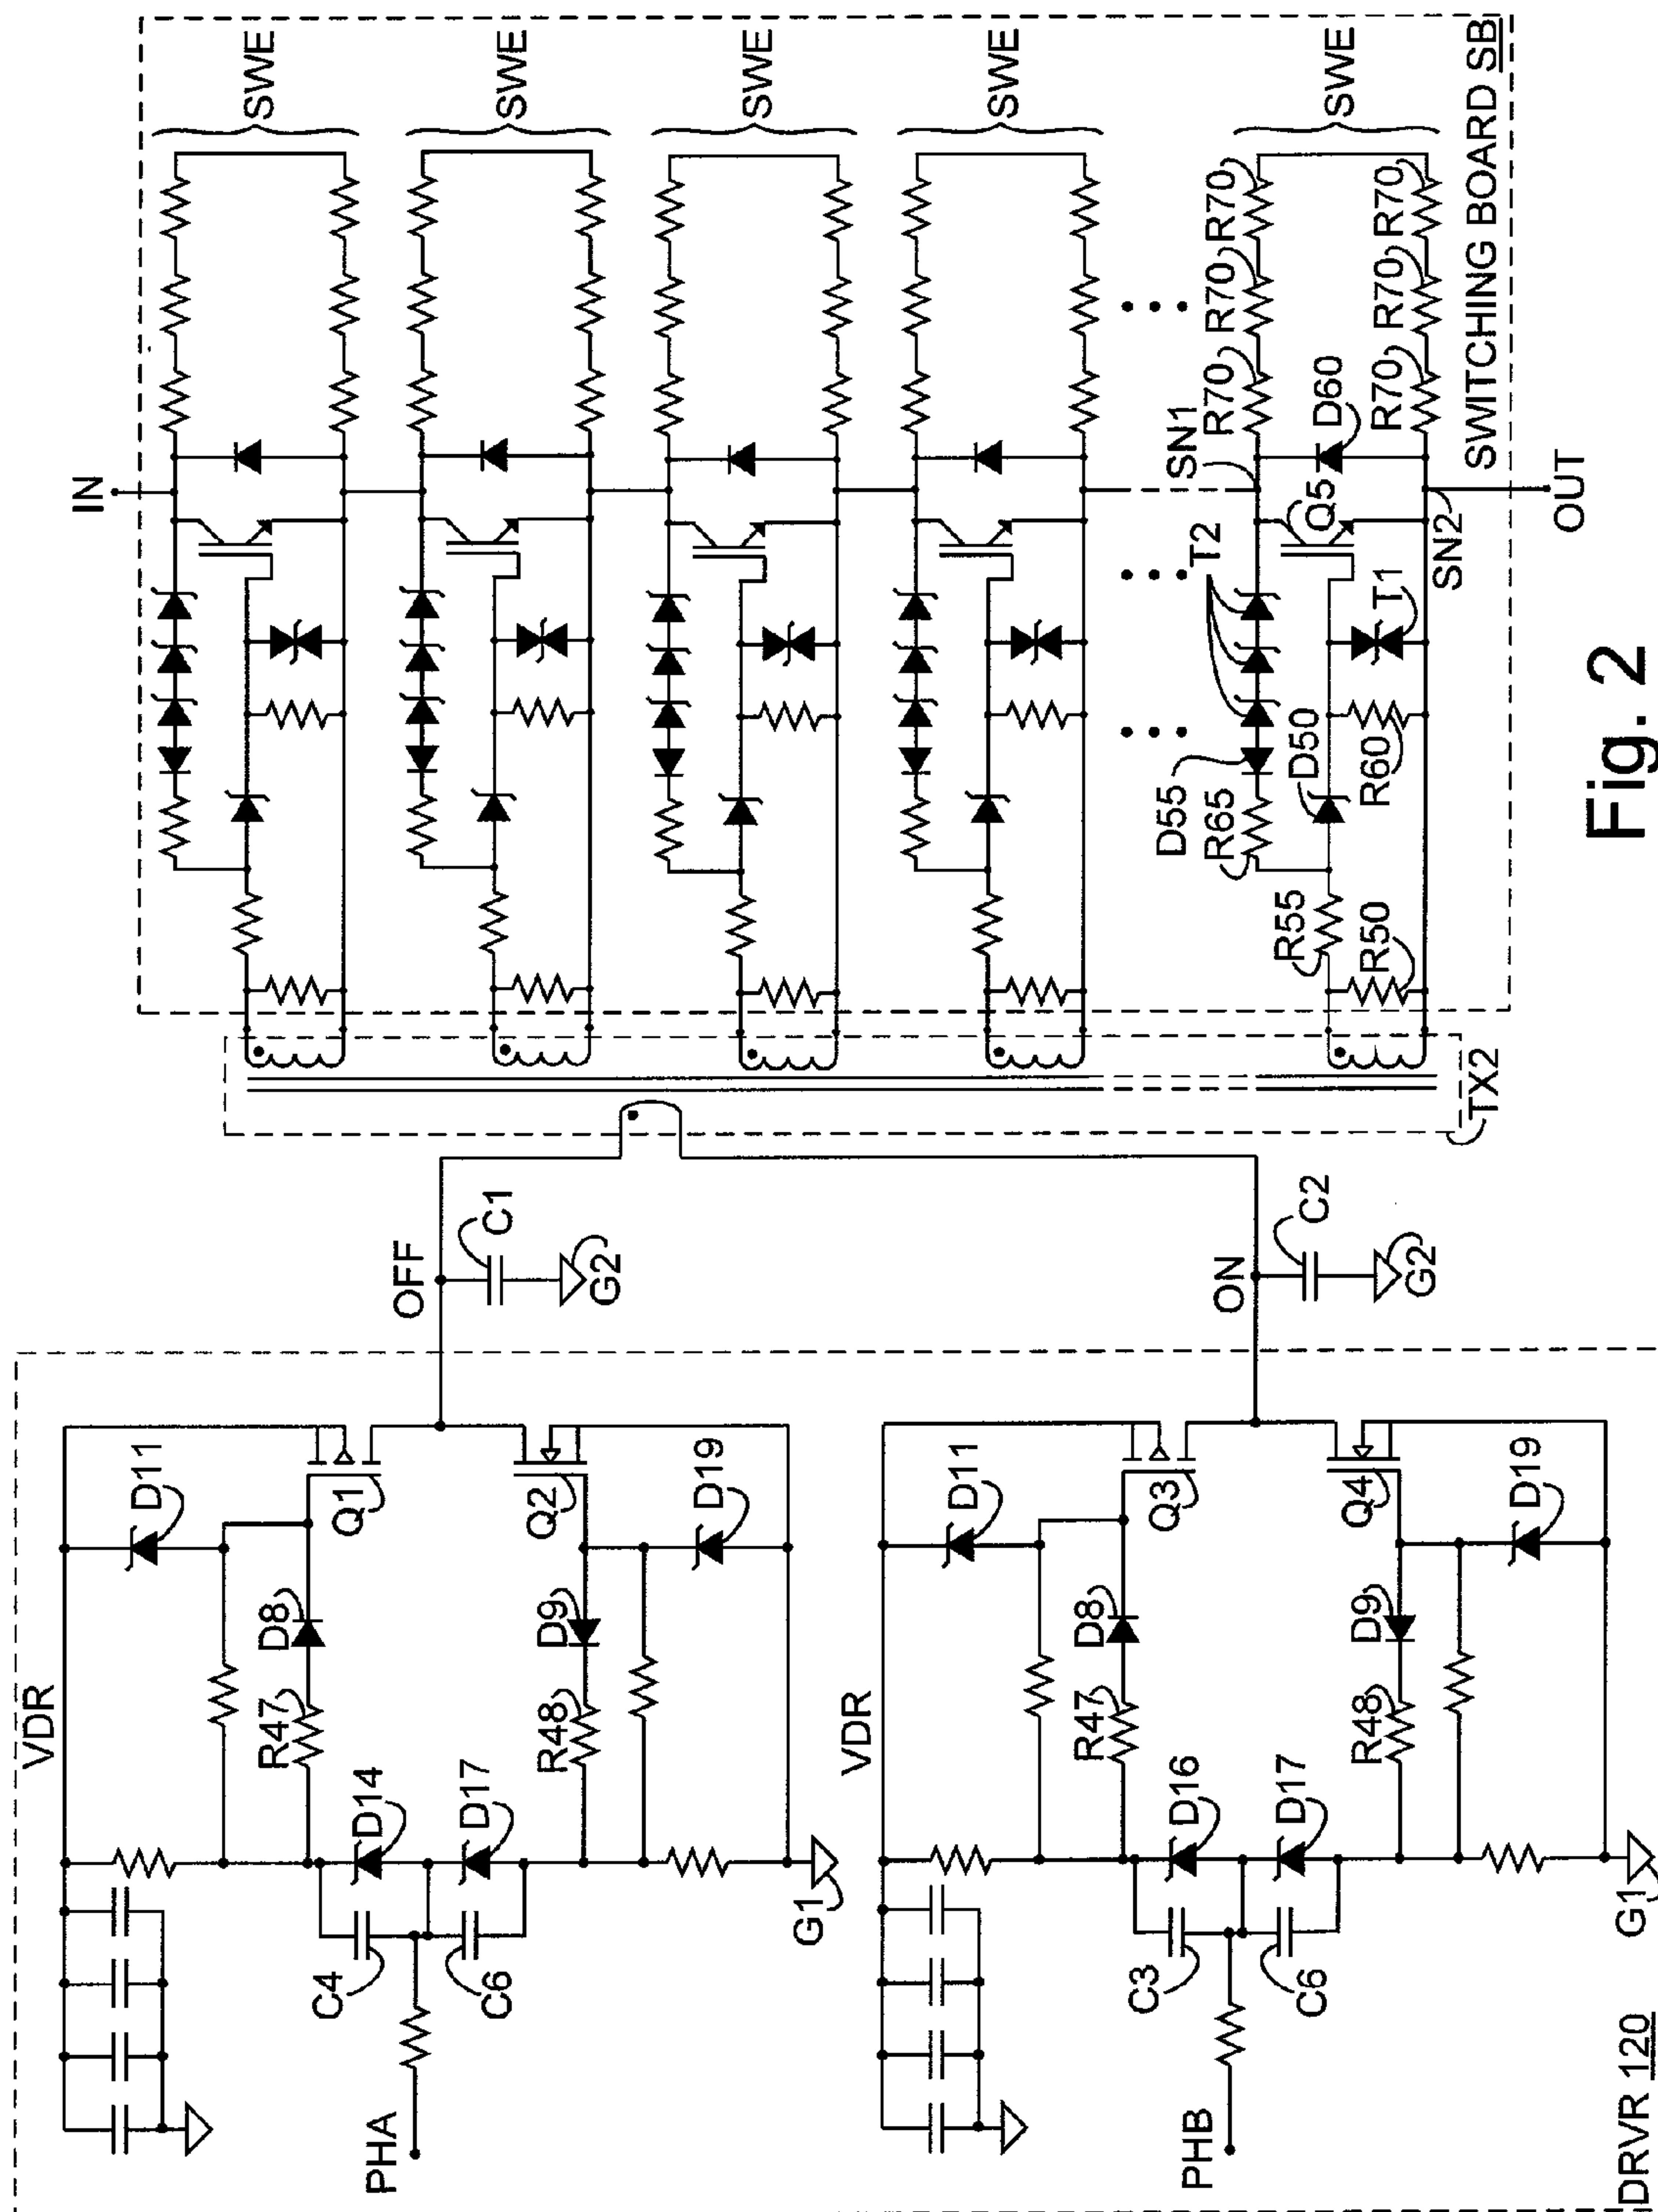 VDR
D11
D8
R47
Q1
D14
D17
C4
C6
PHA
R48
D9
Q2
D19
G1
VDR
D11
D8
R47
Q3
D16
D17
C3
C6
PHB
R48
D9
Q4
D19
G1
DRVR 120
OFF
C1
G2
ON
C2
G2
TX2
IN
SWE
SWE
SWE
SWE
SWE
SN1
T2
D55
R65
R70
R70
R70
R55
D50
Q5
D60
R50
R60
T1
R70
R70
R70
SN2
OUT
SWITCHING BOARD SB
Fig. 2